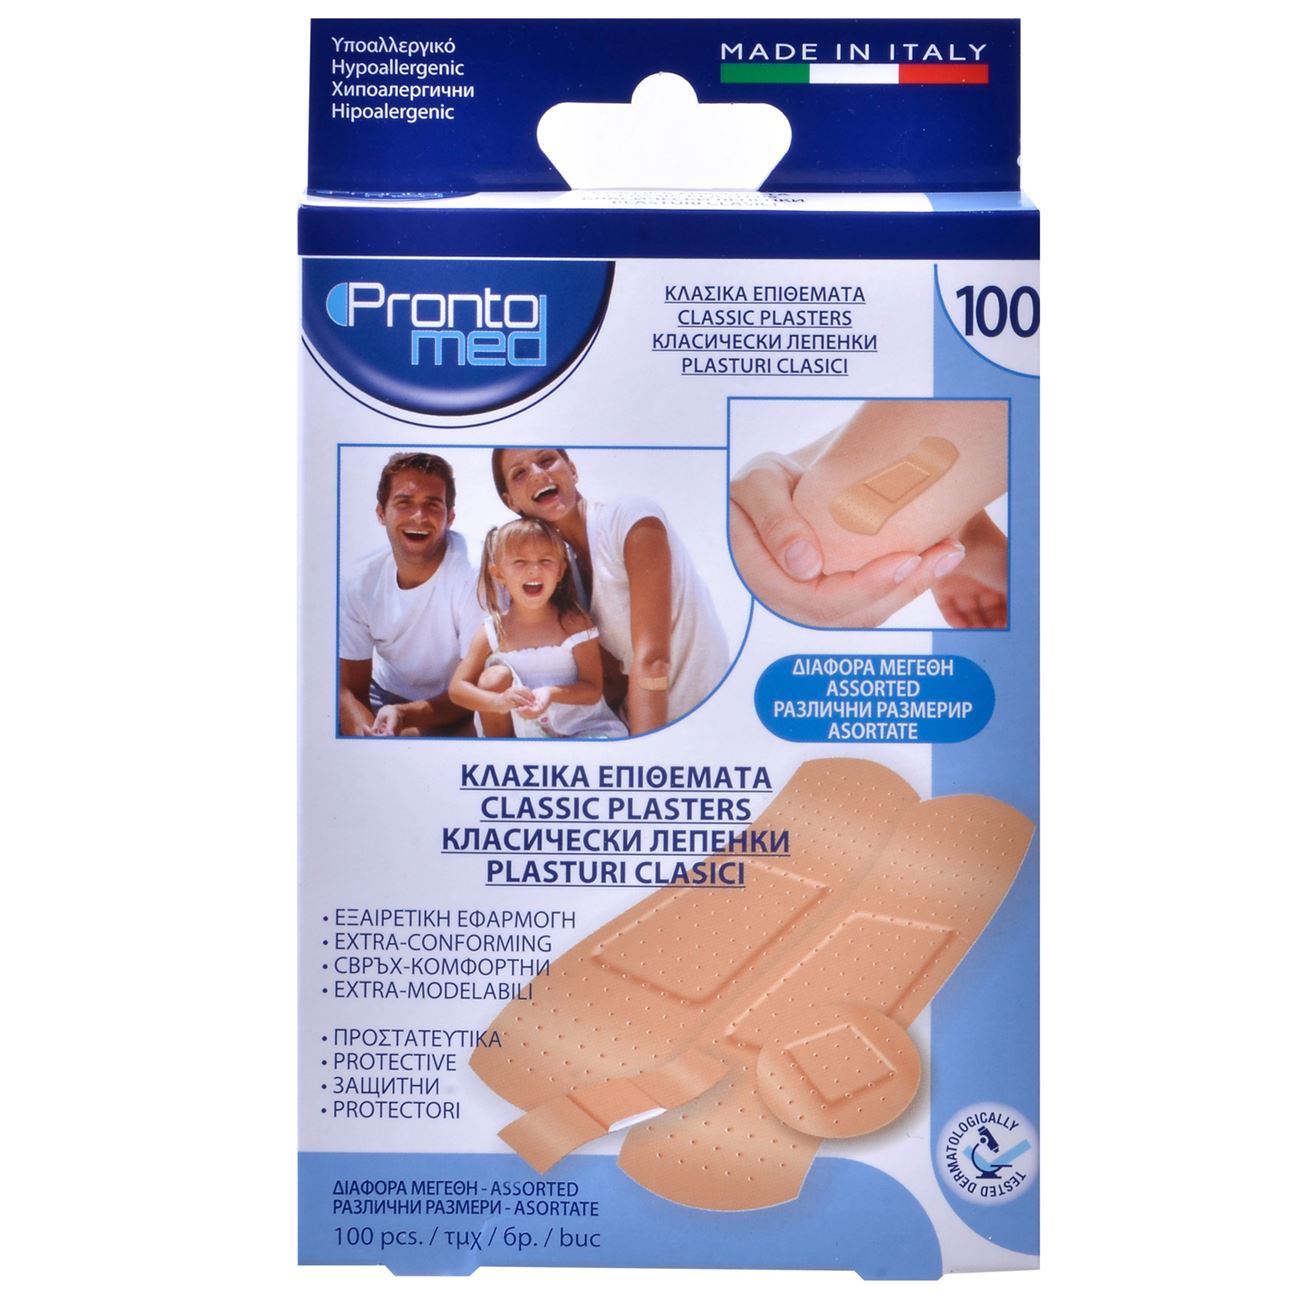 Υποαλλεργικό
Hypoallergenic
Хипоалергични
Hipoalergenic
MADE IN ITALY
PLASTURI CLASICI
Pronto
med
ΚΛΑΣΙΚΑ ΕΠΙΘΕΜΑΤΑ
CLASSIC PLASTERS
КЛАСИЧЕСКИ ЛЕПЕНКИ
PLASTURI CLASICI
100
ΔΙΑΦΟΡΑ ΜΕΓΕΘΗ
ASSORTED
РАЗЛИЧНИ РАЗМЕРИР
ASORTATE
ΚΛΑΣΙΚΑ ΕΠΙΘΕΜΑΤΑ
CLASSIC PLASTERS
КЛАСИЧЕСКИ ЛЕПЕНКИ
PLASTURI CLASICI
• ΕΞΑΙΡΕΤΙΚΗ ΕΦΑΡΜΟΓΗ
• EXTRA-CONFORMING
• СВРЪХ-КОМФОРТНИ
• EXTRA-MODELABILI
• ΠΡΟΣΤΑΤΕΥΤΙΚΑ
• PROTECTIVE
• ЗАЩИТНИ
• PROTECTORI
DERMATOLOGICALLY
TESTED
ΔΙΑΦΟΡΑ ΜΕΓΕΘΗ - ASSORTED
РАЗЛИЧНИ РАЗМЕРИ - ASORTATE
100 pcs. / τμχ / бр. / buc